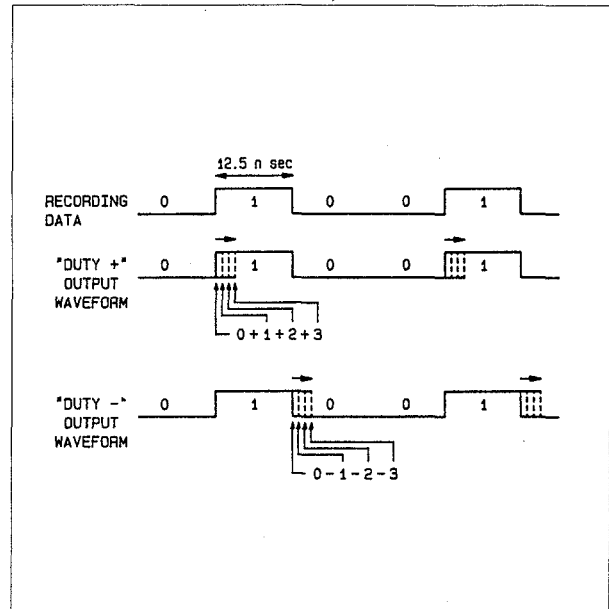 12.5 n sec
RECORDING DATA
0 1 0 0 1
"DUTY +" OUTPUT WAVEFORM
0 1 0 0 1
0+1+2+3
"DUTY -" OUTPUT WAVEFORM
0 1 0 0 1
0-1-2-3